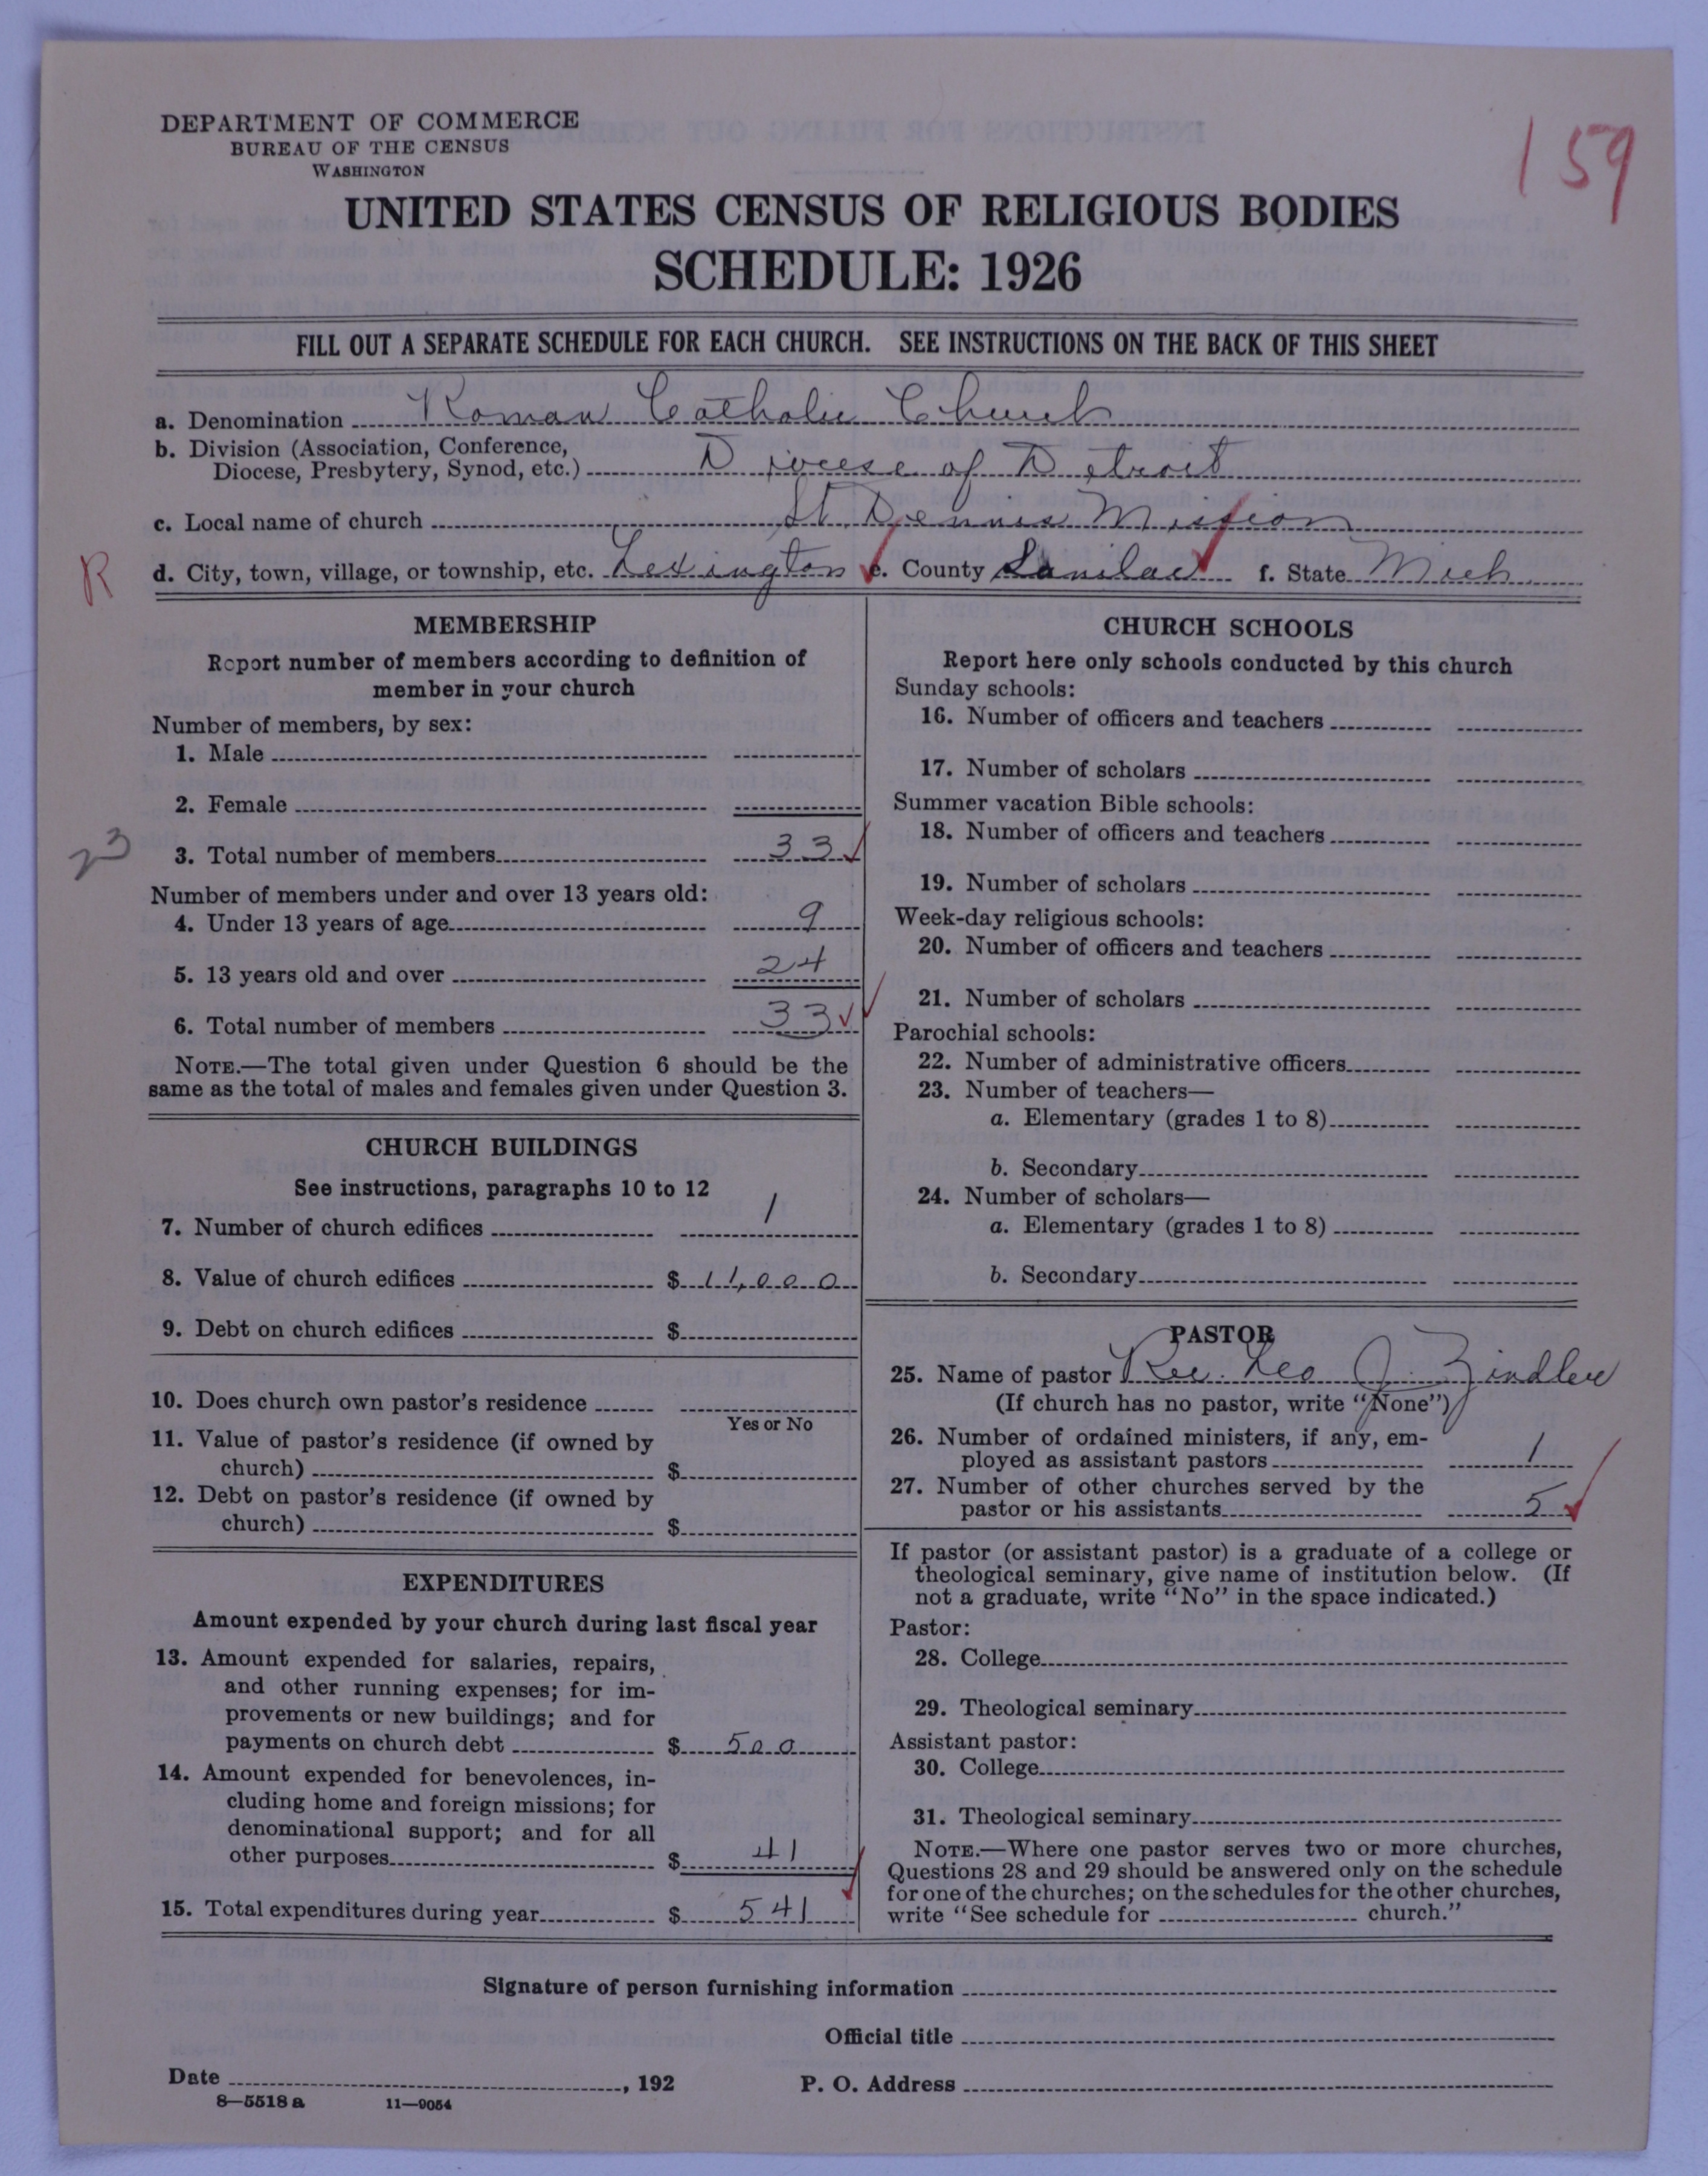 159
DEPARTMENT OF COMMERCE
BUREAU OF THE CENSUS
WASHINGTON
UNITED STATES CENSUS OF RELIGIOUS BODIES
SCHEDULE: 1926
FILL OUT A SEPARATE SCHEDULE FOR EACH CHURCH. SEE INSTRUCTIONS ON THE BACK OF THIS SHEET
a. Denomination Roman Catholic Church
b. Division (Association, Conference,
Diocese, Presbytery, Synod, etc.) Diocese of Detroit
c. Local name of church St. Dennis Mission
R d. City, town, village, or township, etc. Lexington e. County Sanilac f. State Mich.
MEMBERSHIP
Report number of members according to definition of
member in your church
Number of members, by sex:
1. Male
2. Female
23 3. Total number of members 33
Number of members under and over 13 years old:
4. Under 13 years of age 9
5. 13 years old and over 24
6. Total number of members 33
NOTE.—The total given under Question 6 should be the
same as the total of males and females given under Question 3.
CHURCH BUILDINGS
See instructions, paragraphs 10 to 12
7. Number of church edifices 1
8. Value of church edifices $ 11,000
9. Debt on church edifices $
10. Does church own pastor's residence
Yes or No
11. Value of pastor's residence (if owned by
church) $
12. Debt on pastor's residence (if owned by
church) $
EXPENDITURES
Amount expended by your church during last fiscal year
13. Amount expended for salaries, repairs,
and other running expenses; for im-
provements or new buildings; and for
payments on church debt $ 500
14. Amount expended for benevolences, in-
cluding home and foreign missions; for
denominational support; and for all
other purposes $ 41
15. Total expenditures during year $ 541
CHURCH SCHOOLS
Report here only schools conducted by this church
Sunday schools:
16. Number of officers and teachers
17. Number of scholars
Summer vacation Bible schools:
18. Number of officers and teachers
19. Number of scholars
Week-day religious schools:
20. Number of officers and teachers
21. Number of scholars
Parochial schools:
22. Number of administrative officers
23. Number of teachers—
a. Elementary (grades 1 to 8)
b. Secondary
24. Number of scholars—
a. Elementary (grades 1 to 8)
b. Secondary
PASTOR
25. Name of pastor Rev. Leo J. Zindler
(If church has no pastor, write "None")
26. Number of ordained ministers, if any, em-
ployed as assistant pastors 1
27. Number of other churches served by the
pastor or his assistants 5
If pastor (or assistant pastor) is a graduate of a college or
theological seminary, give name of institution below. (If
not a graduate, write "No" in the space indicated.)
Pastor:
28. College
29. Theological seminary
Assistant pastor:
30. College
31. Theological seminary
NOTE.—Where one pastor serves two or more churches,
Questions 28 and 29 should be answered only on the schedule
for one of the churches; on the schedules for the other churches,
write "See schedule for church."
Signature of person furnishing information
Official title
Date , 192 P. O. Address
8—5518 a 11—9054